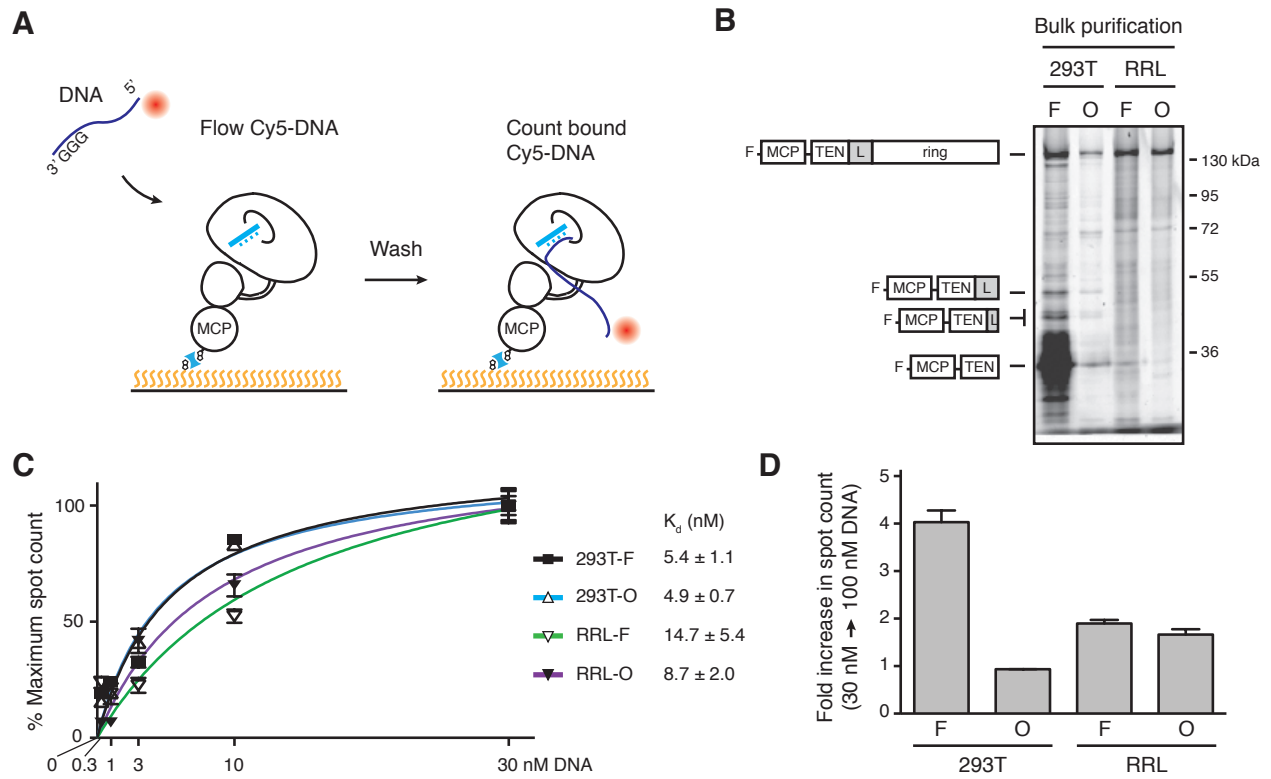 A
DNA
5'
3'GGG
Flow Cy5-DNA
Count bound
Cy5-DNA
Wash
MCP
MCP
B
Bulk purification
293T RRL
F O F O
F MCP TEN L ring
F MCP TEN L
F MCP TEN L
F MCP TEN
130 kDa
95
72
55
36
C
% Maximum spot count
100
50
0
0 0.3 1 3 10 30 nM DNA
Kd (nM)
293T-F 5.4 ± 1.1
293T-O 4.9 ± 0.7
RRL-F 14.7 ± 5.4
RRL-O 8.7 ± 2.0
D
Fold increase in spot count
(30 nM → 100 nM DNA)
5
4
3
2
1
0
F O F O
293T RRL